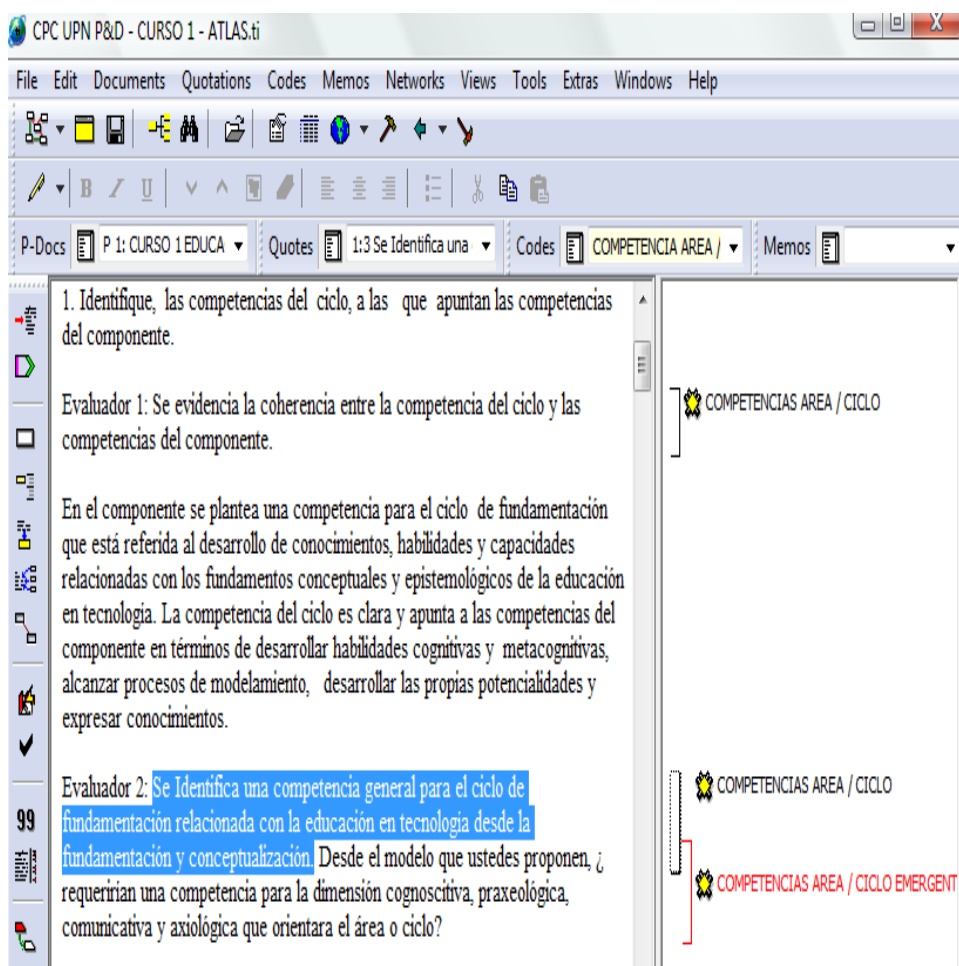 CPC UPN P&D - CURSO 1 - ATLAS.ti
File Edit Documents Quotations Codes Memos Networks Views Tools Extras Windows Help
B I U
P-Docs P 1: CURSO 1 EDUCA Quotes 1:3 Se Identifica una Codes COMPETENCIA AREA / Memos
1. Identifique, las competencias del ciclo, a las que apuntan las competencias
del componente.
Evaluador 1: Se evidencia la coherencia entre la competencia del ciclo y las
competencias del componente.
COMPETENCIAS AREA / CICLO
En el componente se plantea una competencia para el ciclo de fundamentación
que está referida al desarrollo de conocimientos, habilidades y capacidades
relacionadas con los fundamentos conceptuales y epistemológicos de la educación
en tecnología. La competencia del ciclo es clara y apunta a las competencias del
componente en términos de desarrollar habilidades cognitivas y metacognitivas,
alcanzar procesos de modelamiento, desarrollar las propias potencialidades y
expresar conocimientos.
Evaluador 2: Se Identifica una competencia general para el ciclo de
fundamentación relacionada con la educación en tecnología desde la
fundamentación y conceptualización. Desde el modelo que ustedes proponen, ¿
requerirían una competencia para la dimensión cognoscitiva, praxeológica,
comunicativa y axiológica que orientara el área o ciclo?
COMPETENCIAS AREA / CICLO
COMPETENCIAS AREA / CICLO EMERGENT
99